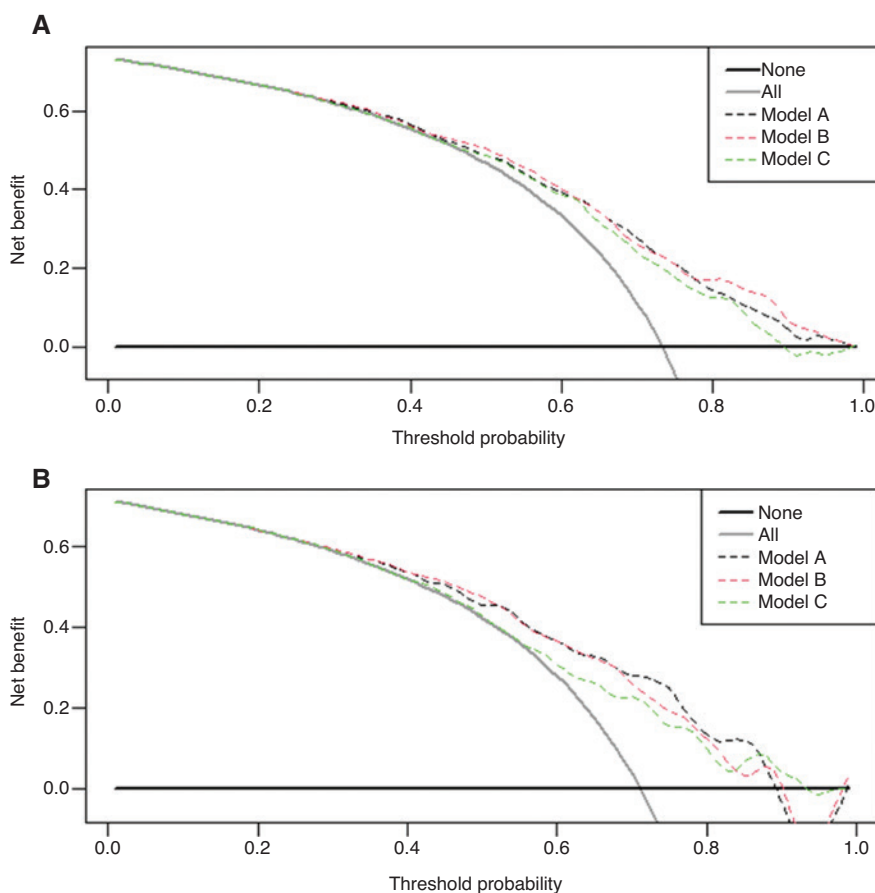 A
None
All
Model A
Model B
Model C
Net benefit
0.6
0.4
0.2
0.0
0.0 0.2 0.4 0.6 0.8 1.0
Threshold probability
B
None
All
Model A
Model B
Model C
Net benefit
0.6
0.4
0.2
0.0
0.0 0.2 0.4 0.6 0.8 1.0
Threshold probability